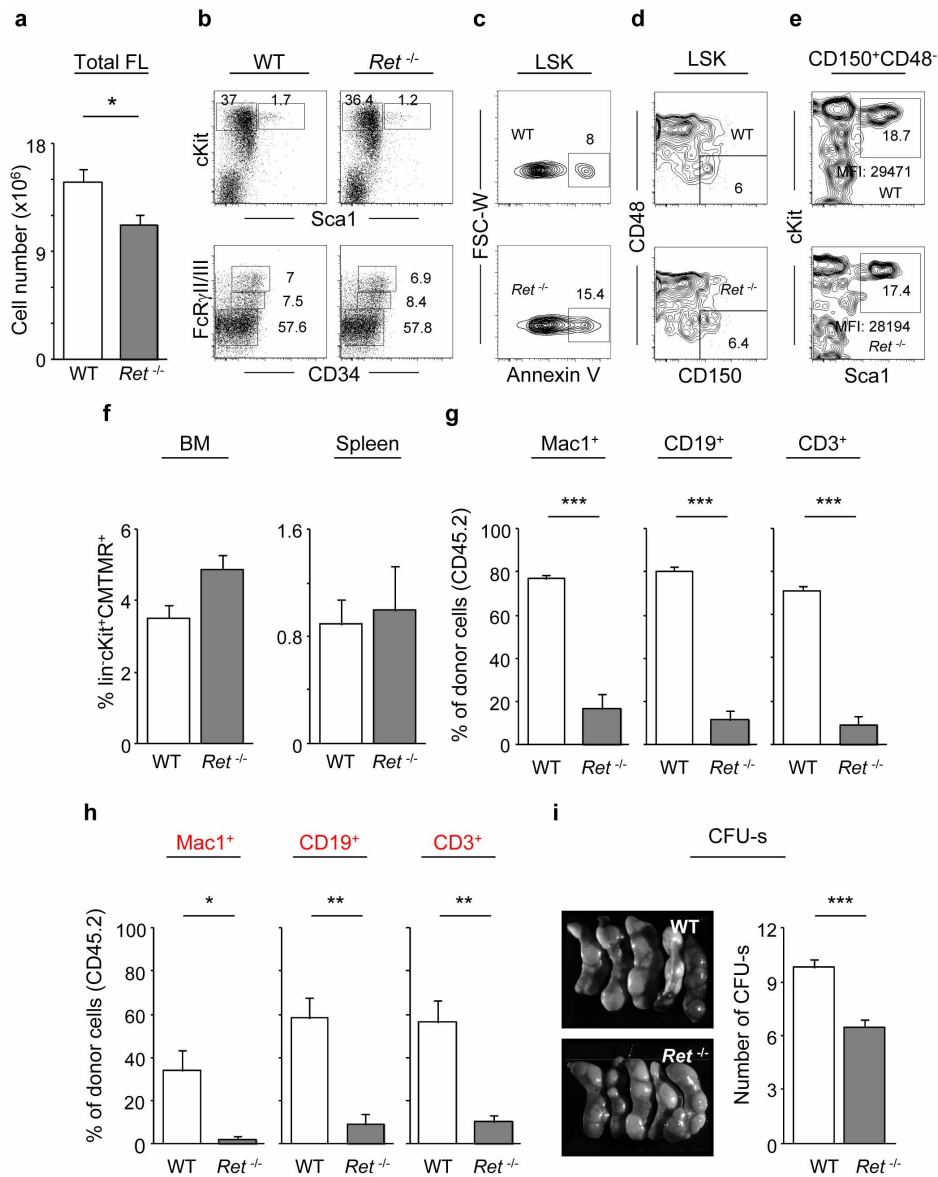 a
Total FL
*
Cell number (x10⁶)
18
9
0
WT
Ret -/-
b
WT
Ret -/-
37
1.7
36.4
1.2
cKit
Sca1
FcRγII/III
7
7.5
57.6
6.9
8.4
57.8
CD34
c
LSK
WT
8
FSC-W
Ret -/-
15.4
Annexin V
d
LSK
WT
6
CD48
Ret -/-
6.4
CD150
e
CD150⁺CD48⁻
18.7
MFI: 29471
WT
cKit
17.4
MFI: 28194
Ret -/-
Sca1
f
BM
Spleen
% lin⁻cKit⁺CMTMR⁺
6
4
2
0
WT
Ret -/-
1.6
0.8
0
WT
Ret -/-
g
Mac1⁺
CD19⁺
CD3⁺
***
***
***
% of donor cells (CD45.2)
100
80
60
40
20
0
WT
Ret -/-
WT
Ret -/-
WT
Ret -/-
h
Mac1⁺
CD19⁺
CD3⁺
*
**
**
% of donor cells (CD45.2)
100
80
60
40
20
0
WT
Ret -/-
WT
Ret -/-
WT
Ret -/-
i
CFU-s
WT
Ret -/-
***
Number of CFU-s
12
9
6
3
0
WT
Ret -/-